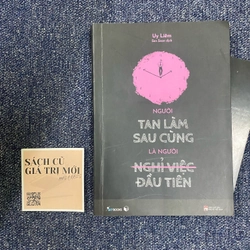 Uy Liêm
NGƯỜI
TAN LÀM
SAU CÙNG
LÀ NGƯỜI
NGHỈ VIỆC
ĐẦU TIÊN
SÁCH CŨ
GIÁ TRỊ MỚI